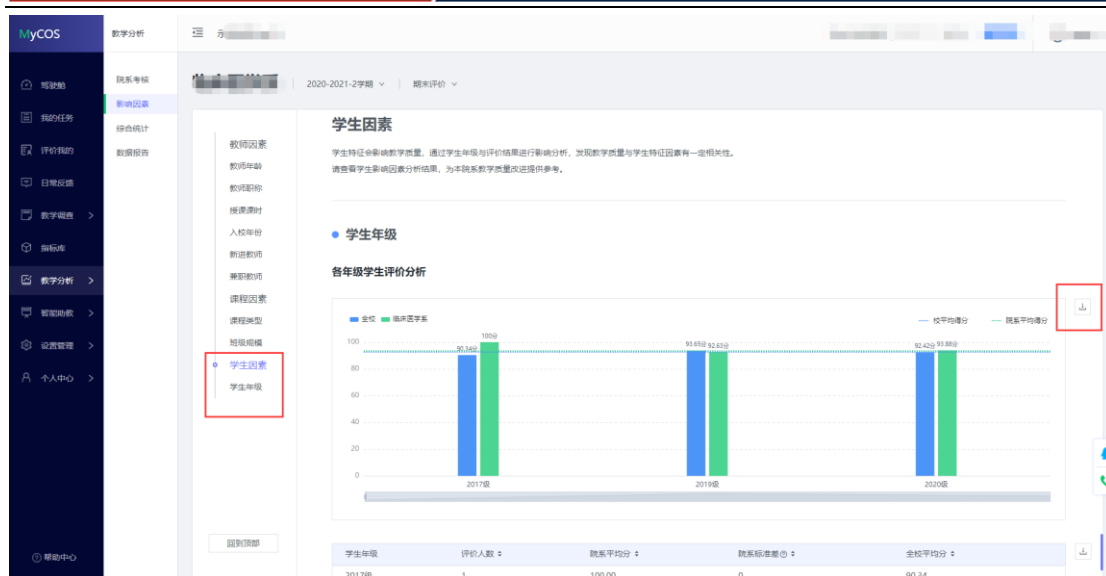 MyCOS
教学分析
驾驶舱
我的任务
评价我的
日常反馈
教学调查
指标库
教学分析
智能助教
设置管理
个人中心
帮助中心
院系考核
影响因素
综合统计
数据报告
2020-2021-2学期
期末评价
教师因素
教师年龄
教师职称
授课课时
入校年份
新进教师
兼职教师
课程因素
课程类型
班级规模
学生因素
学生年级
回到顶部
学生因素
学生特征会影响教学质量，通过学生年级与评价结果进行影响分析，发现教学质量与学生特征因素有一定相关性。
请查看学生影响因素分析结果，为本院系教学质量改进提供参考。
学生年级
各年级学生评价分析
全校 临床医学系
校平均得分 院系平均得分
100
80
60
40
20
0
90.34分 100分
93.65分 92.63分
92.42分 93.88分
2017级 2019级 2020级
学生年级 评价人数 院系平均分 院系标准差 全校平均分
2017级 1 100.00 0 90.34